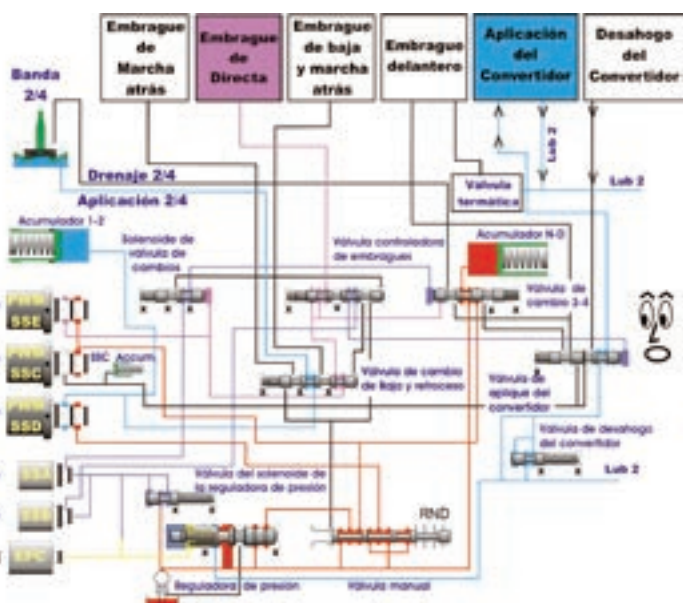 Embrague
de
Marcha
atrás
Embrague
de
Directa
Embrague
de baja
y marcha
atrás
Embrague
delantero
Aplicación
del
Convertidor
Desahogo
del
Convertidor
Banda
2/4
Drenaje 2/4
Aplicación 2/4
Lub 2
Lub 2
Válvula
termática
Acumulador 1-2
Solenoide de
válvula de
cambios
Válvula controladora
de embragues
Acumulador N-D
Válvula de
cambio 3-4
PWM
SSE
PWM
SSC
SSC Accum.
PWM
SSD
Válvula de cambio
de Baja y retroceso
Válvula de
aplique del
convertidor
Válvula de desahogo
del convertidor
SSA
SSB
EPC
Válvula del solenoide de
la reguladora de presión
RND
Lub 2
Reguladora de presión
Válvula manual